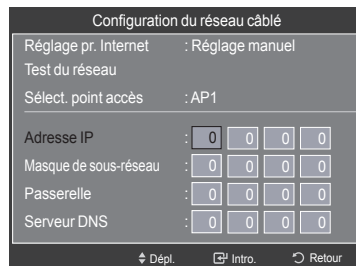 Configuration du réseau câblé
Réglage pr. Internet : Réglage manuel
Test du réseau
Sélect. point accès : AP1
Adresse IP : 0 0 0 0
Masque de sous-réseau : 0 0 0 0
Passerelle : 0 0 0 0
Serveur DNS : 0 0 0 0
Dépl. Intro. Retour